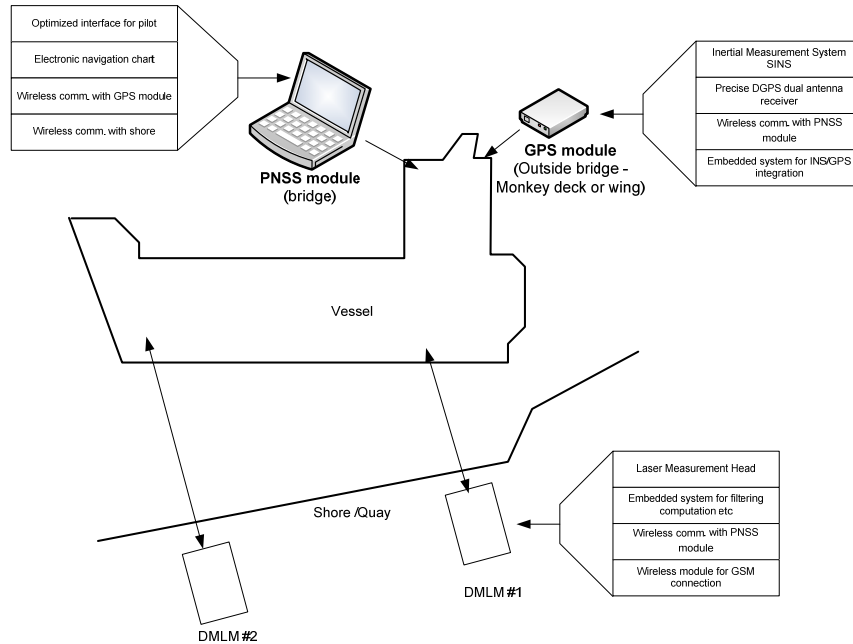 Optimized interface for pilot
Electronic navigation chart
Wireless comm. with GPS module
Wireless comm. with shore
PNSS module
(bridge)
GPS module
(Outside bridge -
Monkey deck or wing)
Inertial Measurement System
SINS
Precise DGPS dual antenna
receiver
Wireless comm. with PNSS
module
Embedded system for INS/GPS
integration
Vessel
Shore /Quay
DMLM #1
DMLM #2
Laser Measurement Head
Embedded system for filtering
computation etc
Wireless comm. with PNSS
module
Wireless module for GSM
connection